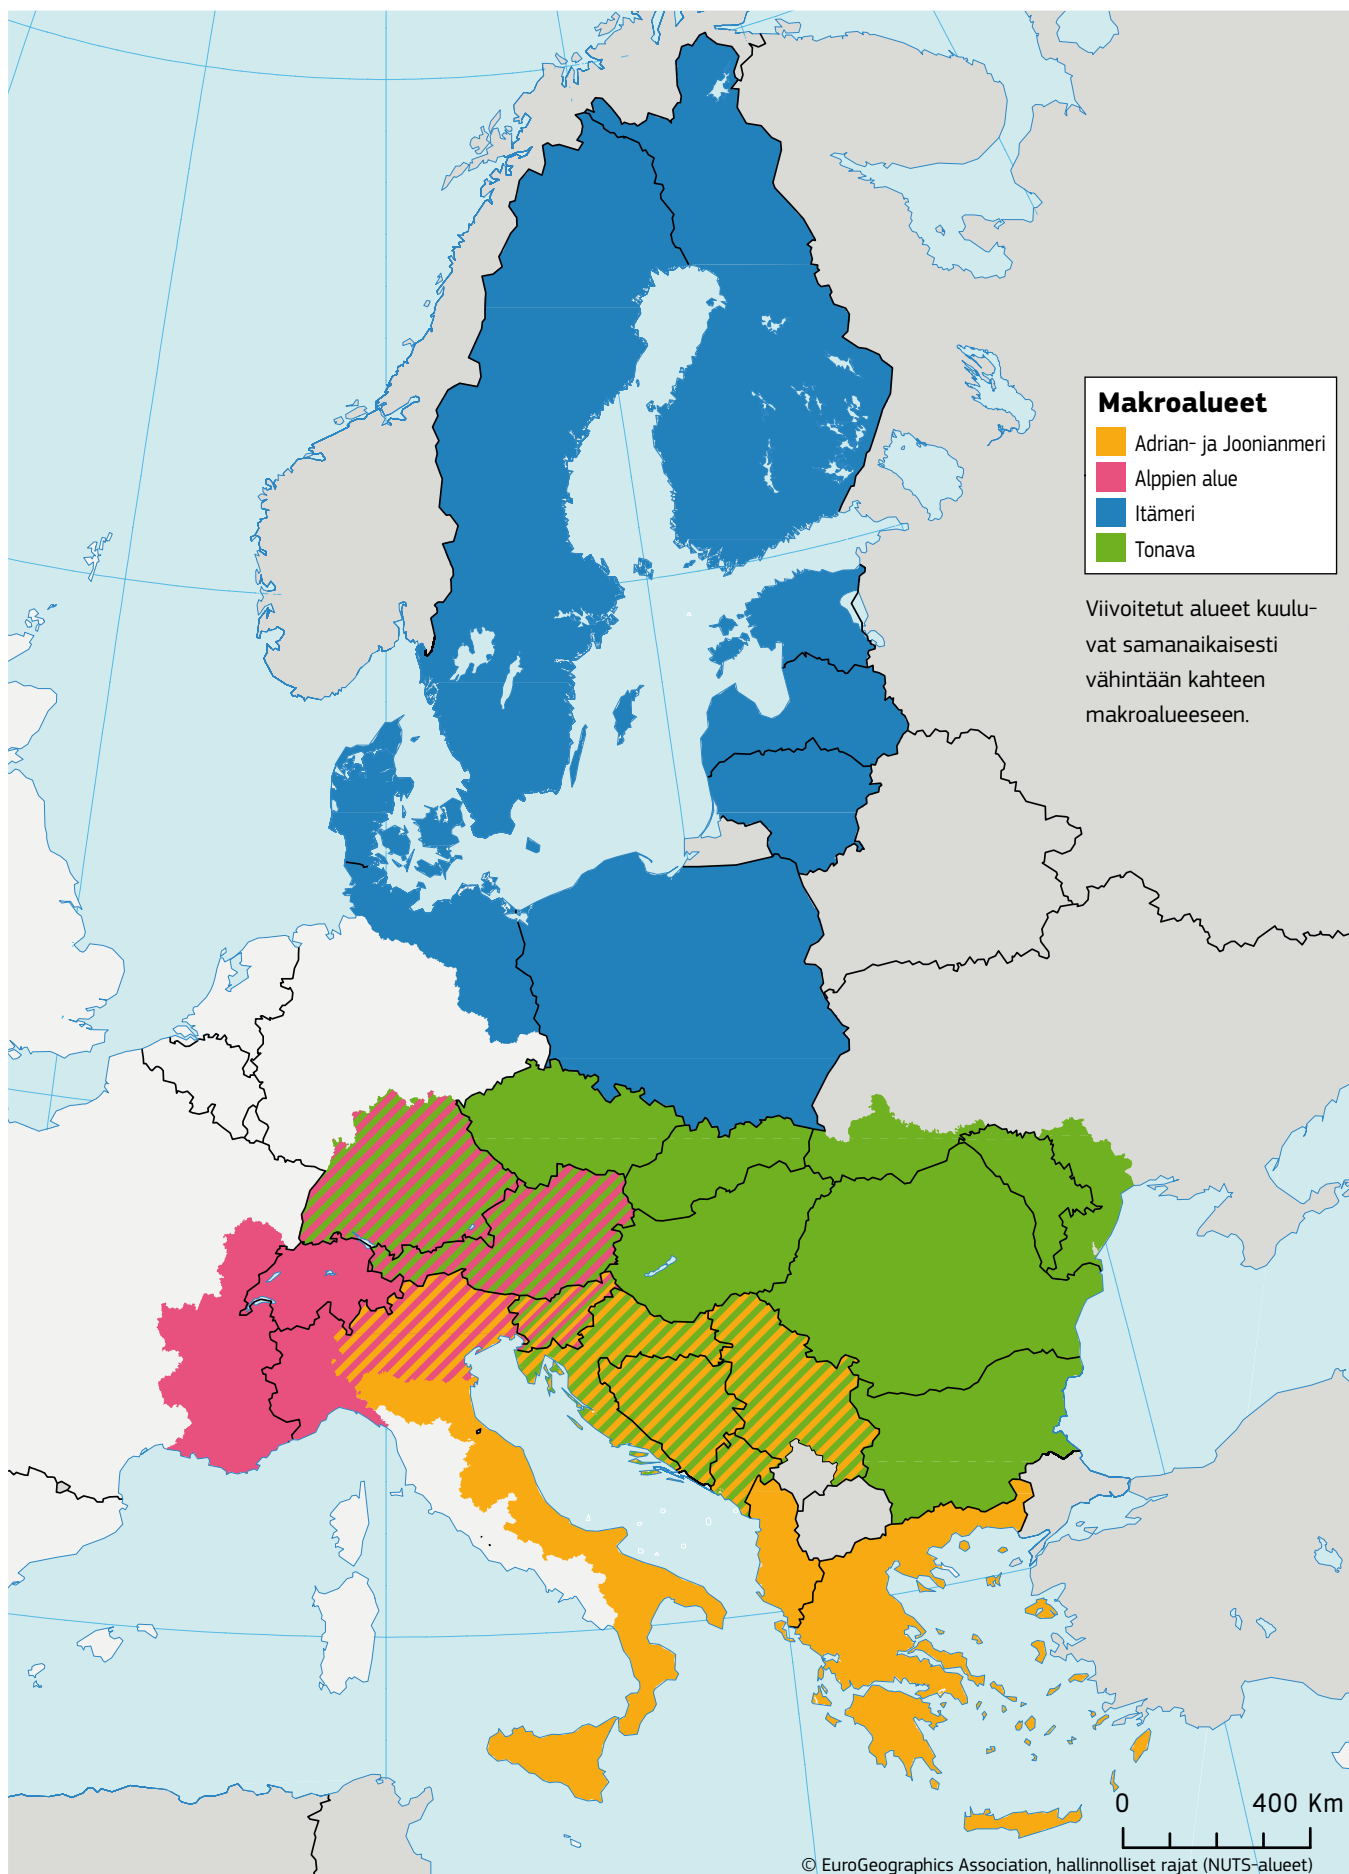 Makroalueet
Adrian- ja Joonianmeri
Alppien alue
Itämeri
Tonava
Viivoitetut alueet kuulu-
vat samanaikaisesti
vähintään kahteen
makroalueeseen.
0 400 Km
© EuroGeographics Association, hallinnolliset rajat (NUTS-alueet)